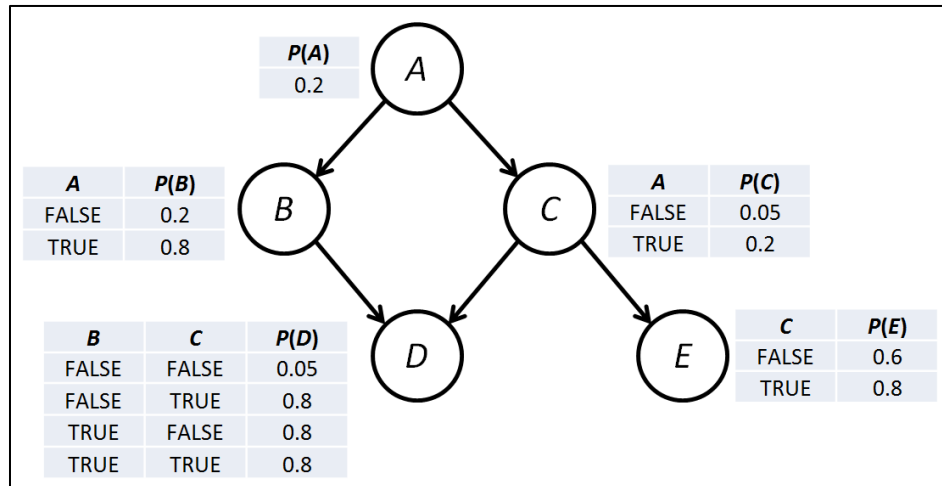 P(A)
0.2
A
A P(B)
FALSE 0.2
TRUE 0.8
B
C
A P(C)
FALSE 0.05
TRUE 0.2
B C P(D)
FALSE FALSE 0.05
FALSE TRUE 0.8
TRUE FALSE 0.8
TRUE TRUE 0.8
D
E
C P(E)
FALSE 0.6
TRUE 0.8